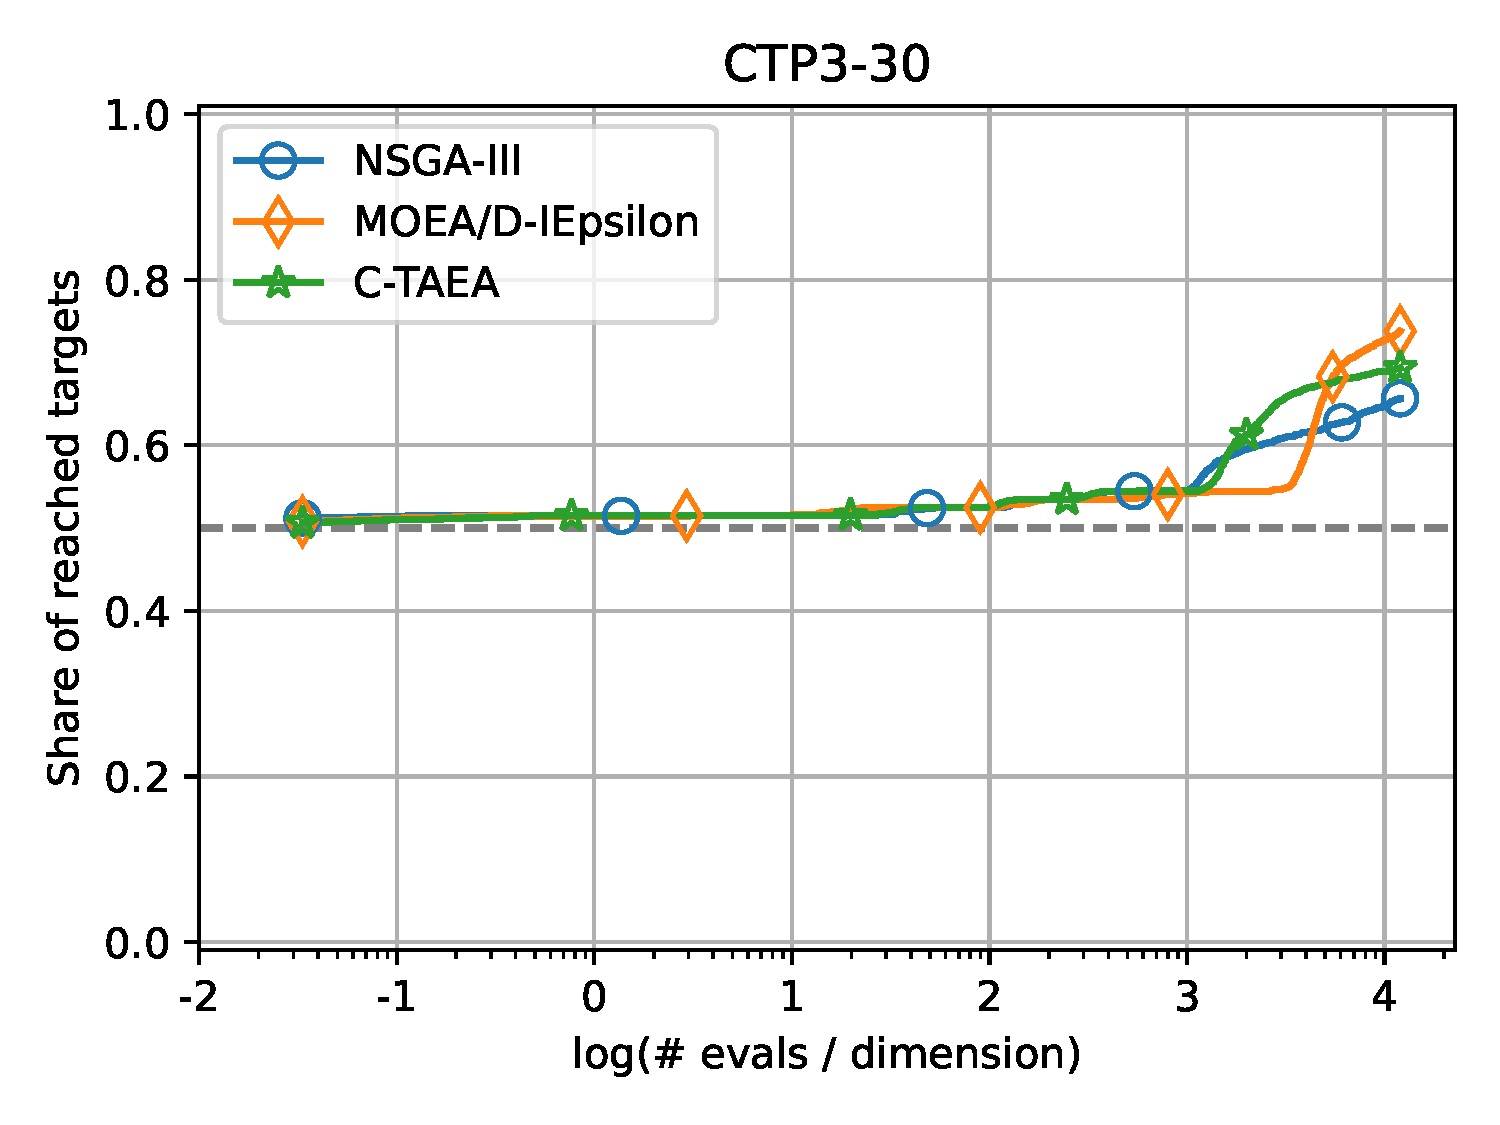 CTP3-30
1.0
0.8
0.6
0.4
0.2
0.0
Share of reached targets
NSGA-III
MOEA/D-IEpsilon
C-TAEA
-2 -1 0 1 2 3 4
log(# evals / dimension)